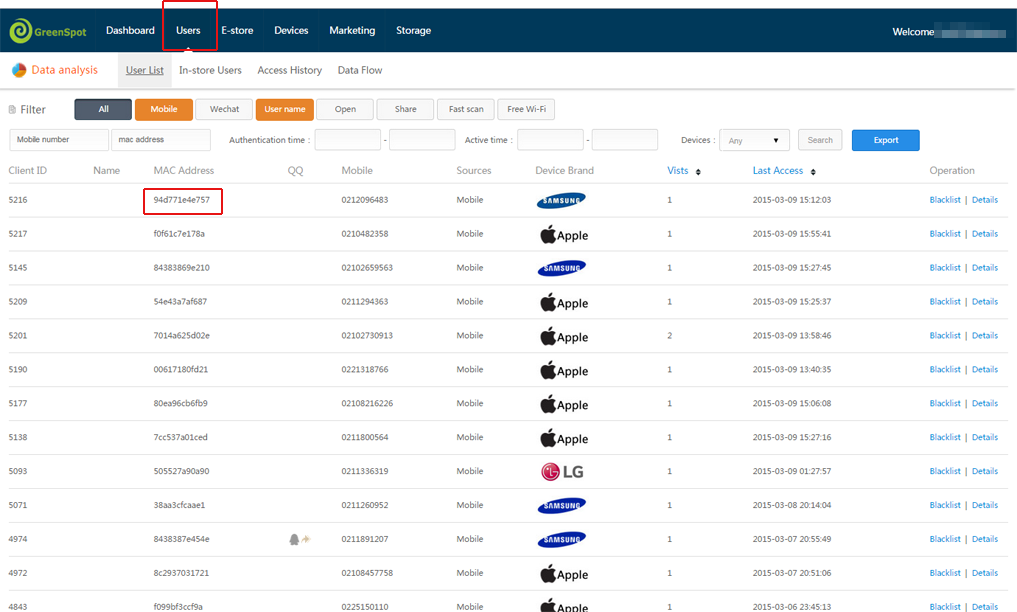 GreenSpot Dashboard Users E-store Devices Marketing Storage Welcome
Data analysis User List In-store Users Access History Data Flow
Filter All Mobile Wechat User name Open Share Fast scan Free Wi-Fi
Mobile number mac address Authentication time : - Active time : - Devices : Any Search Export
Client ID Name MAC Address QQ Mobile Sources Device Brand Vists Last Access Operation
5216 94d771e4e757 0212096483 Mobile SAMSUNG 1 2015-03-09 15:12:03 Blacklist | Details
5217 f0f61c7e178a 0210482358 Mobile Apple 1 2015-03-09 15:55:41 Blacklist | Details
5145 84383869e210 02102659563 Mobile SAMSUNG 1 2015-03-09 15:27:45 Blacklist | Details
5209 54e43a7af687 0211294363 Mobile Apple 1 2015-03-09 15:25:37 Blacklist | Details
5201 7014a625d02e 02102730913 Mobile Apple 2 2015-03-09 13:58:46 Blacklist | Details
5190 00617180fd21 0221318766 Mobile Apple 1 2015-03-09 13:40:35 Blacklist | Details
5177 80ea96cb6fb9 02108216226 Mobile Apple 1 2015-03-09 15:06:08 Blacklist | Details
5138 7cc537a01ced 0211800564 Mobile Apple 1 2015-03-09 15:27:16 Blacklist | Details
5093 505527a90a90 0211336319 Mobile LG 1 2015-03-09 01:27:57 Blacklist | Details
5071 38aa3cfcaae1 0211260952 Mobile SAMSUNG 1 2015-03-08 20:14:04 Blacklist | Details
4974 8438387e454e 0211891207 Mobile SAMSUNG 1 2015-03-07 20:55:49 Blacklist | Details
4972 8c2937031721 02108457758 Mobile Apple 1 2015-03-07 20:51:06 Blacklist | Details
4843 f099bf3ccf9a 0225150110 Mobile Apple 1 2015-03-06 23:45:13 Blacklist | Details